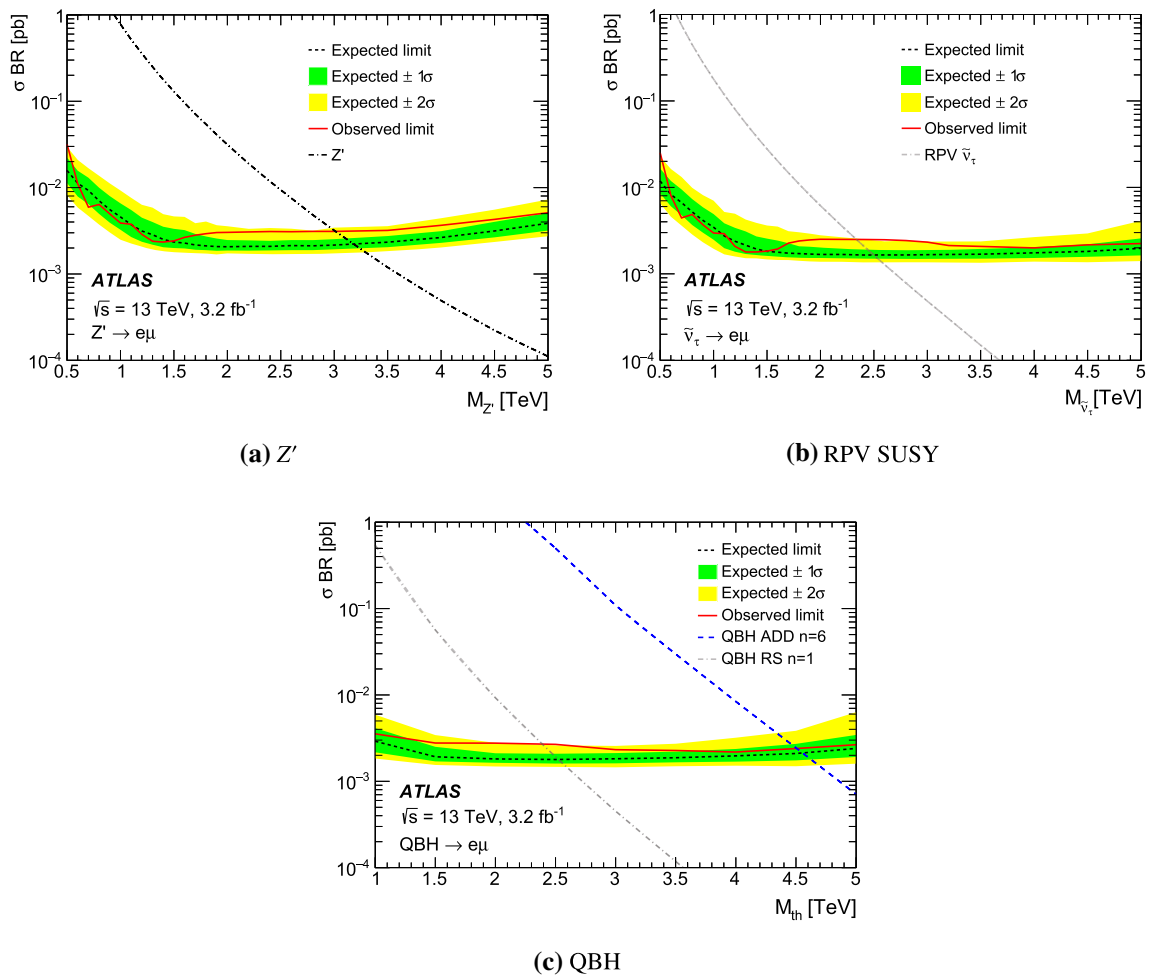 σ BR [pb]
1
10⁻¹
10⁻²
10⁻³
10⁻⁴
Expected limit
Expected ± 1σ
Expected ± 2σ
Observed limit
Z'
ATLAS
√s = 13 TeV, 3.2 fb⁻¹
Z' → eμ
0.5 1 1.5 2 2.5 3 3.5 4 4.5 5
M_Z' [TeV]
(a) Z′
σ BR [pb]
1
10⁻¹
10⁻²
10⁻³
10⁻⁴
Expected limit
Expected ± 1σ
Expected ± 2σ
Observed limit
RPV ν̃_τ
ATLAS
√s = 13 TeV, 3.2 fb⁻¹
ν̃_τ → eμ
0.5 1 1.5 2 2.5 3 3.5 4 4.5 5
M_ν̃_τ [TeV]
(b) RPV SUSY
σ BR [pb]
1
10⁻¹
10⁻²
10⁻³
10⁻⁴
Expected limit
Expected ± 1σ
Expected ± 2σ
Observed limit
QBH ADD n=6
QBH RS n=1
ATLAS
√s = 13 TeV, 3.2 fb⁻¹
QBH → eμ
1 1.5 2 2.5 3 3.5 4 4.5 5
M_th [TeV]
(c) QBH